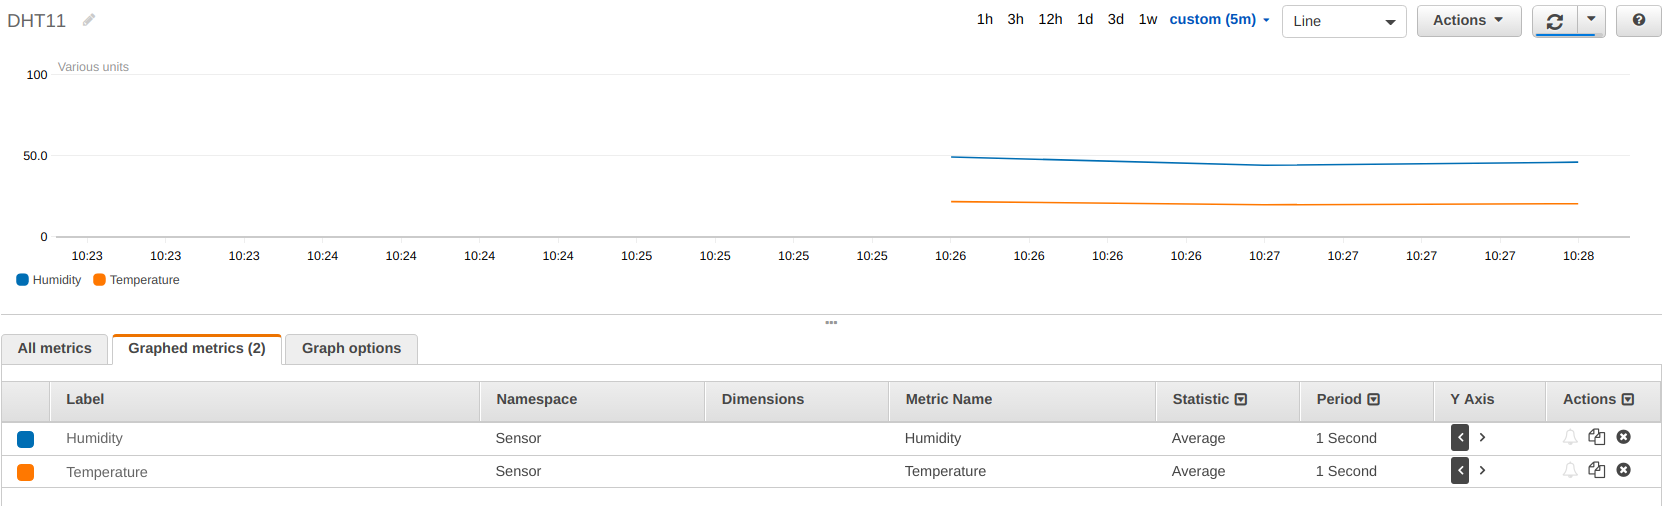 DHT11 1h 3h 12h 1d 3d 1w custom (5m) Line Actions
Various units
100
50.0
0
10:23 10:23 10:23 10:24 10:24 10:24 10:24 10:25 10:25 10:25 10:25 10:26 10:26 10:26 10:26 10:27 10:27 10:27 10:27 10:28
Humidity Temperature
All metrics Graphed metrics (2) Graph options
Label Namespace Dimensions Metric Name Statistic Period Y Axis Actions
Humidity Sensor Humidity Average 1 Second < >
Temperature Sensor Temperature Average 1 Second < >